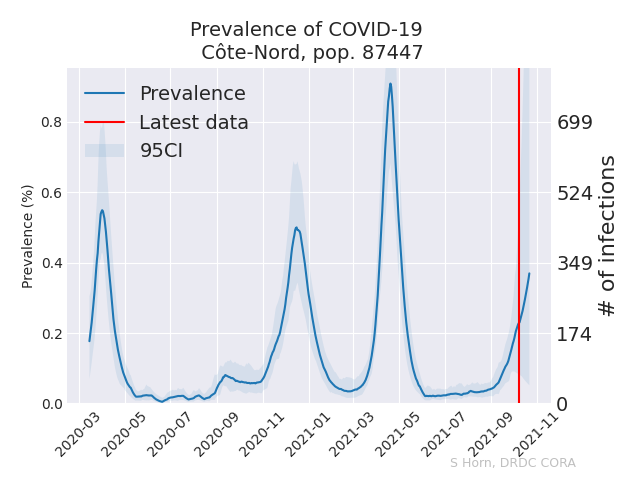 Prevalence of COVID-19
Côte-Nord, pop. 87447
Prevalence
Latest data
95CI
Prevalence (%)
0.8
0.6
0.4
0.2
0.0
699
524
349
174
0
# of infections
2020-03
2020-05
2020-07
2020-09
2020-11
2021-01
2021-03
2021-05
2021-07
2021-09
2021-11
S Horn, DRDC CORA